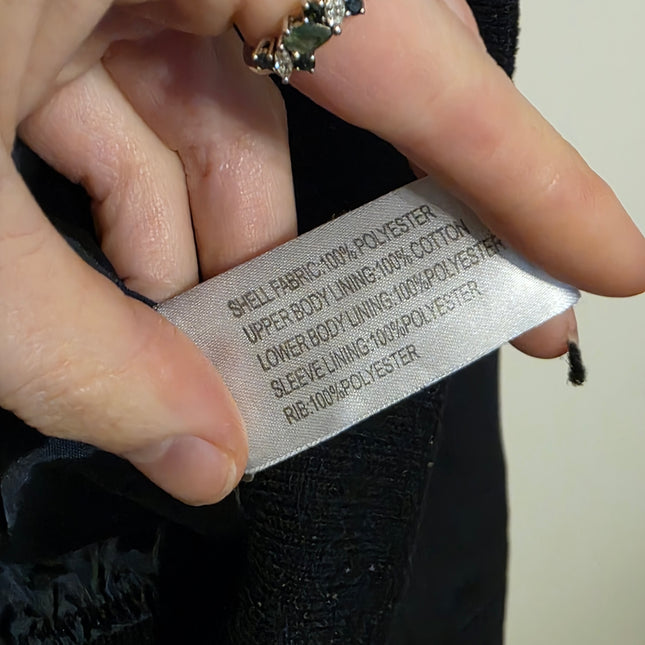 SHELL FABRIC:100% POLYESTER
UPPER BODY LINING:100% COTTON
LOWER BODY LINING:100% POLYESTER
SLEEVE LINING:100%POLYESTER
RIB:100%POLYESTER